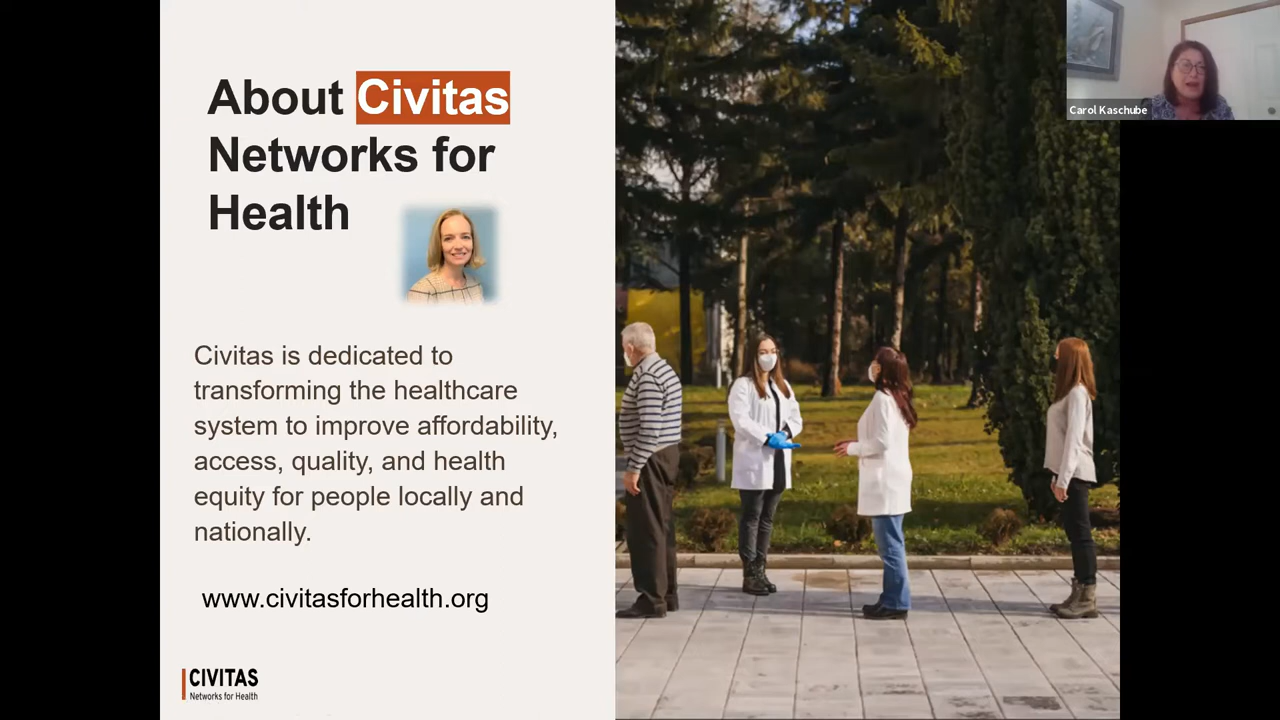 About Civitas
Networks for
Health
Civitas is dedicated to
transforming the healthcare
system to improve affordability,
access, quality, and health
equity for people locally and
nationally.
www.civitasforhealth.org
CIVITAS
Networks for Health
Carol Kaschube